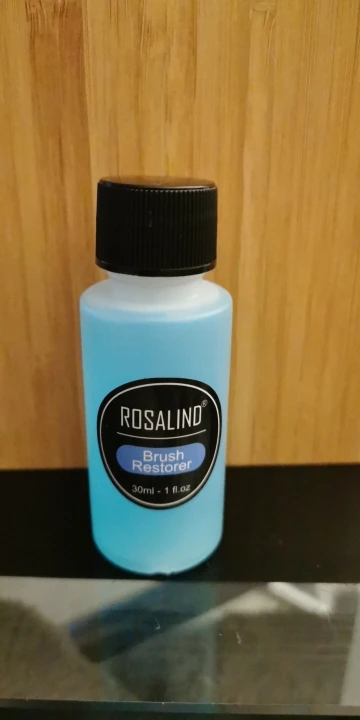 ROSALIND®
Brush
Restorer
30ml - 1 fl.oz